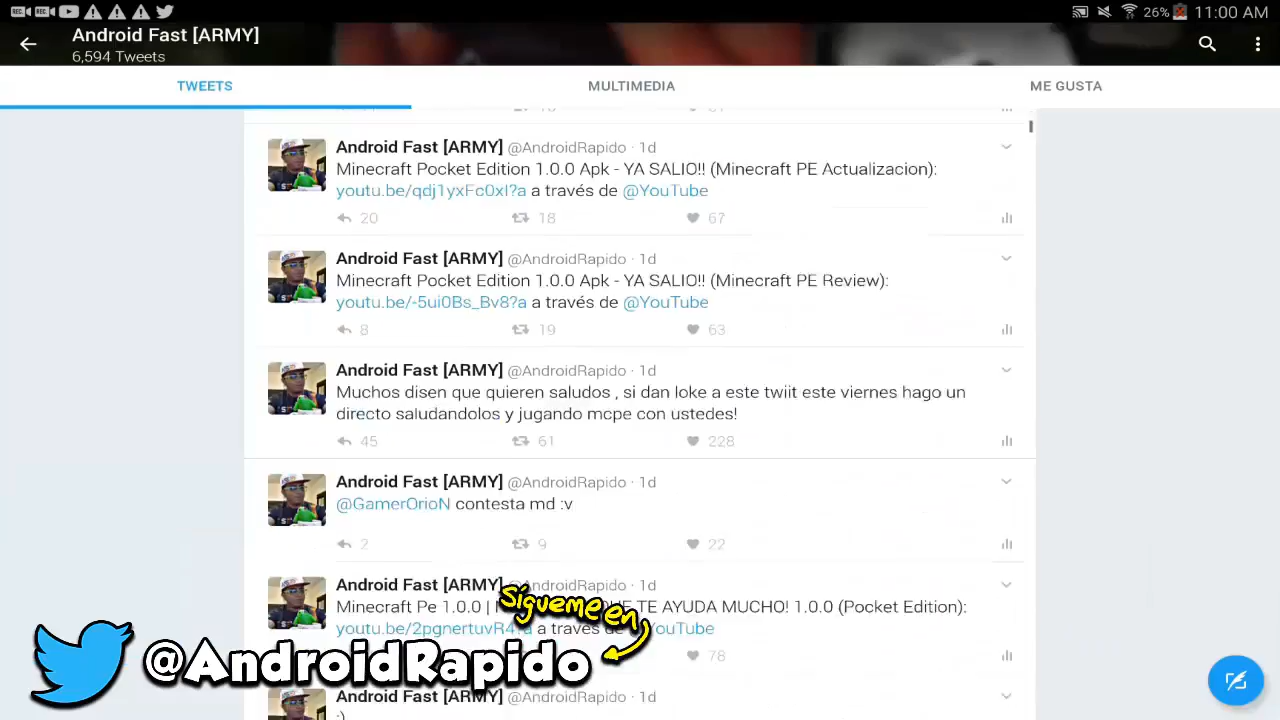 REC REC 26% 11:00 AM
Android Fast [ARMY]
6,594 Tweets
TWEETS MULTIMEDIA ME GUSTA
Android Fast [ARMY] @AndroidRapido · 1d
Minecraft Pocket Edition 1.0.0 Apk - YA SALIO!! (Minecraft PE Actualizacion):
youtu.be/qdj1yxFc0xI?a a través de @YouTube
20 18 67
Android Fast [ARMY] @AndroidRapido · 1d
Minecraft Pocket Edition 1.0.0 Apk - YA SALIO!! (Minecraft PE Review):
youtu.be/-5ui0Bs_Bv8?a a través de @YouTube
8 19 63
Android Fast [ARMY] @AndroidRapido · 1d
Muchos disen que quieren saludos , si dan loke a este twiit este viernes hago un
directo saludandolos y jugando mcpe con ustedes!
45 61 228
Android Fast [ARMY] @AndroidRapido · 1d
@GamerOrioN contesta md :v
2 9 22
Android Fast [ARMY] @AndroidRapido · 1d
Minecraft Pe 1.0.0 | TE AYUDA MUCHO! 1.0.0 (Pocket Edition):
youtu.be/2pgnertuvR4?a a través de YouTube
78
Sígueme en
@AndroidRapido
Android Fast [ARMY] @AndroidRapido · 1d
:)